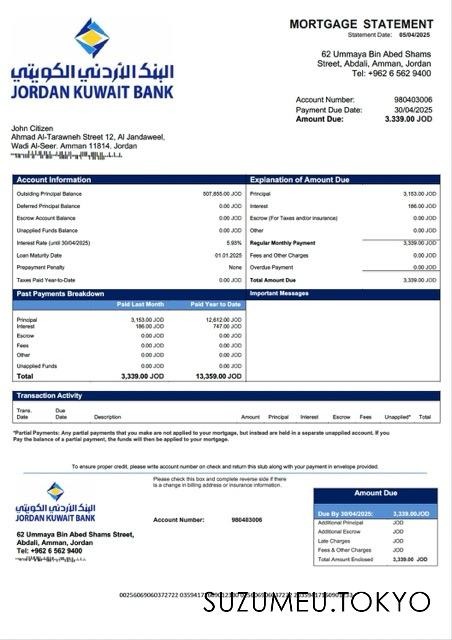 MORTGAGE STATEMENT
Statement Date: 05/04/2025
البنك الأردني الكويتي
JORDAN KUWAIT BANK
62 Ummaya Bin Abed Shams
Street, Abdali, Amman, Jordan
Tel: +962 6 562 9400
Account Number: 980403006
Payment Due Date: 30/04/2025
Amount Due: 3.339.00 JOD
John Citizen
Ahmad Al-Tarawneh Street 12, Al Jandaweel,
Wadi Al-Seer. Amman 11814. Jordan
Account Information
Outsiding Principal Balance 507,655.00 JOD
Deferred Principal Balance 0.00 JOD
Escrow Account Balance 0.00 JOD
Unapplied Funds Balance 0.00 JOD
Interest Rate (until 30/04/2025) 5.93%
Loan Maturity Date 01.01.2025
Prepayment Penalty None
Taxes Paid Year-to-Date 0.00 JOD
Explanation of Amount Due
Principal 3,153.00 JOD
Interest 186.00 JOD
Escrow (For Taxes and/or insurance) 0.00 JOD
Other 0.00 JOD
Regular Monthly Payment 3,339.00 JOD
Fees and Other Charges 0.00 JOD
Overdue Payment 0.00 JOD
Total Amount Due 3,339.00 JOD
Past Payments Breakdown
Paid Last Month Paid Year to Date
Principal 3,153.00 JOD 12,612.00 JOD
Interest 186.00 JOD 747.00 JOD
Escrow 0.00 JOD 0.00 JOD
Fees 0.00 JOD 0.00 JOD
Other 0.00 JOD 0.00 JOD
Unapplied Funds 0.00 JOD 0.00 JOD
Total 3,339.00 JOD 13,359.00 JOD
Important Messages
Transaction Activity
Trans. Date Due Date Description Amount Principal Interest Escrow Fees Unapplied* Total
*Partial Payments: Any partial payments that you make are not applied to your mortgage, but instead are held in a separate unapplied account. If you
Pay the balance of a partial payment, the funds will then be applied to your mortgage.
To ensure proper credit, please write account number on check and return this stub along with your payment in envelope provided.
البنك الأردني الكويتي
JORDAN KUWAIT BANK
62 Ummaya Bin Abed Shams Street,
Abdali, Amman, Jordan
Tel: +962 6 562 9400
Please check this box and complete reverse side if there
is a change in billing address or insurance information.
Account Number: 980403006
Amount Due
Due By 30/04/2025: 3,339.00JOD
Additional Principal JOD
Additional Escrow JOD
Late Charges JOD
Fees & Other Charges JOD
Total Amount Enclosed 3,339.00 JOD
SUZUMEU.TOKYO